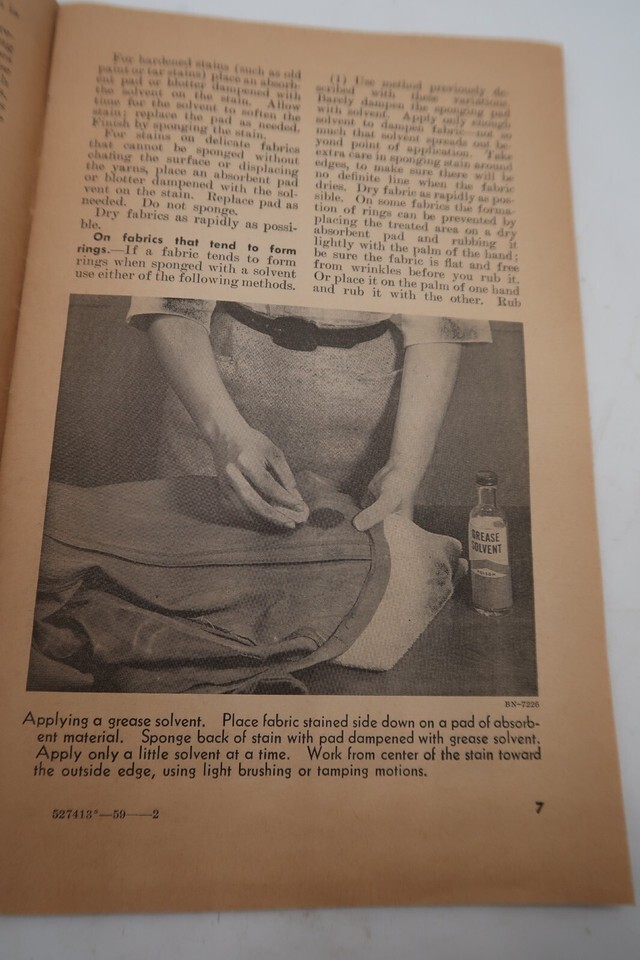 For hardened stains (such as old
paint or tar stains) place an absorb-
ent pad or blotter dampened with
the solvent on the stain. Allow
time for the solvent to soften the
stain; replace the pad as needed.
Finish by sponging the stain.
For stains on delicate fabrics
that cannot be sponged without
chafing the surface or displacing
the yarns, place an absorbent pad
or blotter dampened with the sol-
vent on the stain. Replace pad as
needed. Do not sponge.
Dry fabrics as rapidly as possi-
ble.
On fabrics that tend to form
rings.—If a fabric tends to form
rings when sponged with a solvent
use either of the following methods.
(1) Use method previously de-
scribed with these variations.
Barely dampen the sponging pad
with solvent. Apply only enough
solvent to dampen fabric—not so
much that solvent spreads out be-
yond point of application. Take
extra care in sponging stain around
edges, to make sure there will be
no definite line when the fabric
dries. Dry fabric as rapidly as pos-
sible. On some fabrics the forma-
tion of rings can be prevented by
placing the treated area on a dry
absorbent pad and rubbing it
lightly with the palm of the hand;
be sure the fabric is flat and free
from wrinkles before you rub it.
Or place it on the palm of one hand
and rub it with the other. Rub
GREASE
SOLVENT
POISON
BN-7226
Applying a grease solvent. Place fabric stained side down on a pad of absorb-
ent material. Sponge back of stain with pad dampened with grease solvent.
Apply only a little solvent at a time. Work from center of the stain toward
the outside edge, using light brushing or tamping motions.
527413°—59——2
7